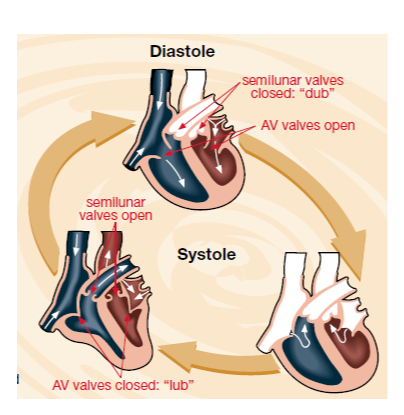 Diastole
semilunar valves
closed: “dub”
AV valves open
semilunar
valves open
Systole
AV valves closed: “lub”